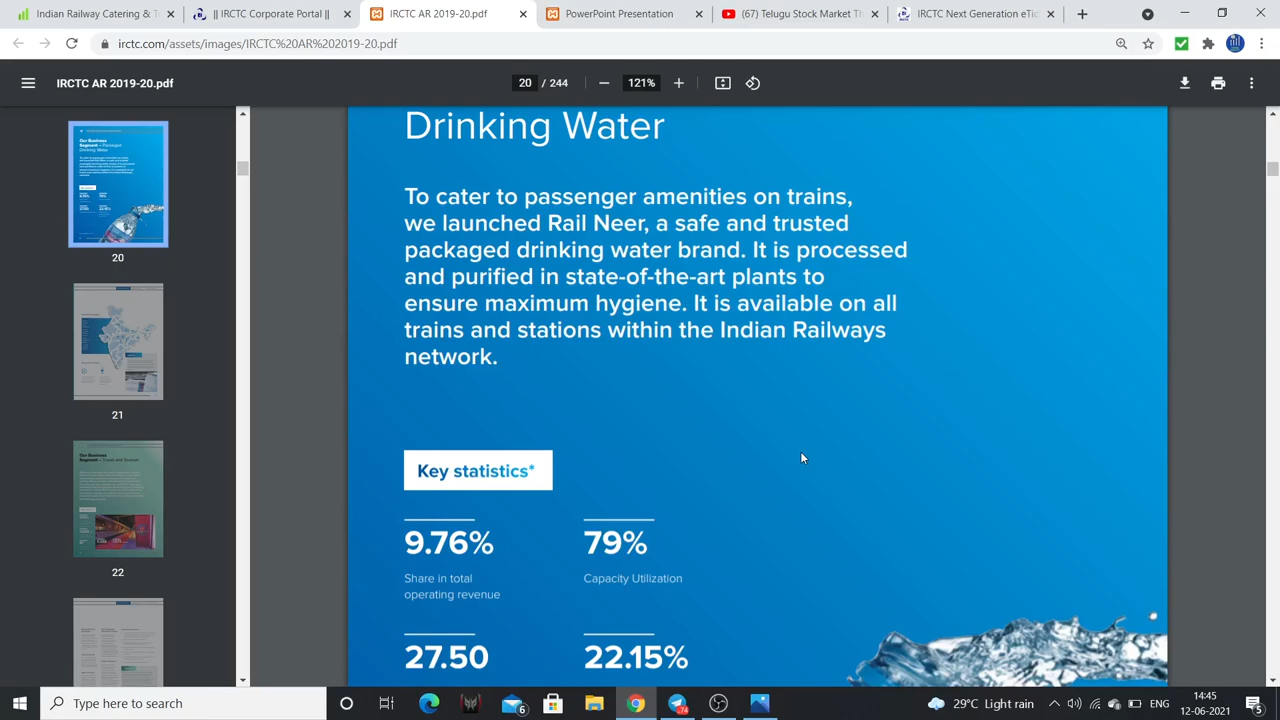 Indian Railway Catering & T
|| IRCTC Corporate Portal ||
IRCTC AR 2019-20.pdf
PowerPoint Presentation
(67) Telugu Stock Market Th
IRCTC Next Generation eTic
irctc.com/assets/images/IRCTC%20AR%202019-20.pdf
IRCTC AR 2019-20.pdf
20 / 244
121%
20
21
22
Drinking Water
To cater to passenger amenities on trains,
we launched Rail Neer, a safe and trusted
packaged drinking water brand. It is processed
and purified in state-of-the-art plants to
ensure maximum hygiene. It is available on all
trains and stations within the Indian Railways
network.
Key statistics*
9.76% 79%
Share in total Capacity Utilization
operating revenue
27.50 22.15%
Type here to search
6
74
29°C Light rain
ENG
14:45
12-06-2021
5